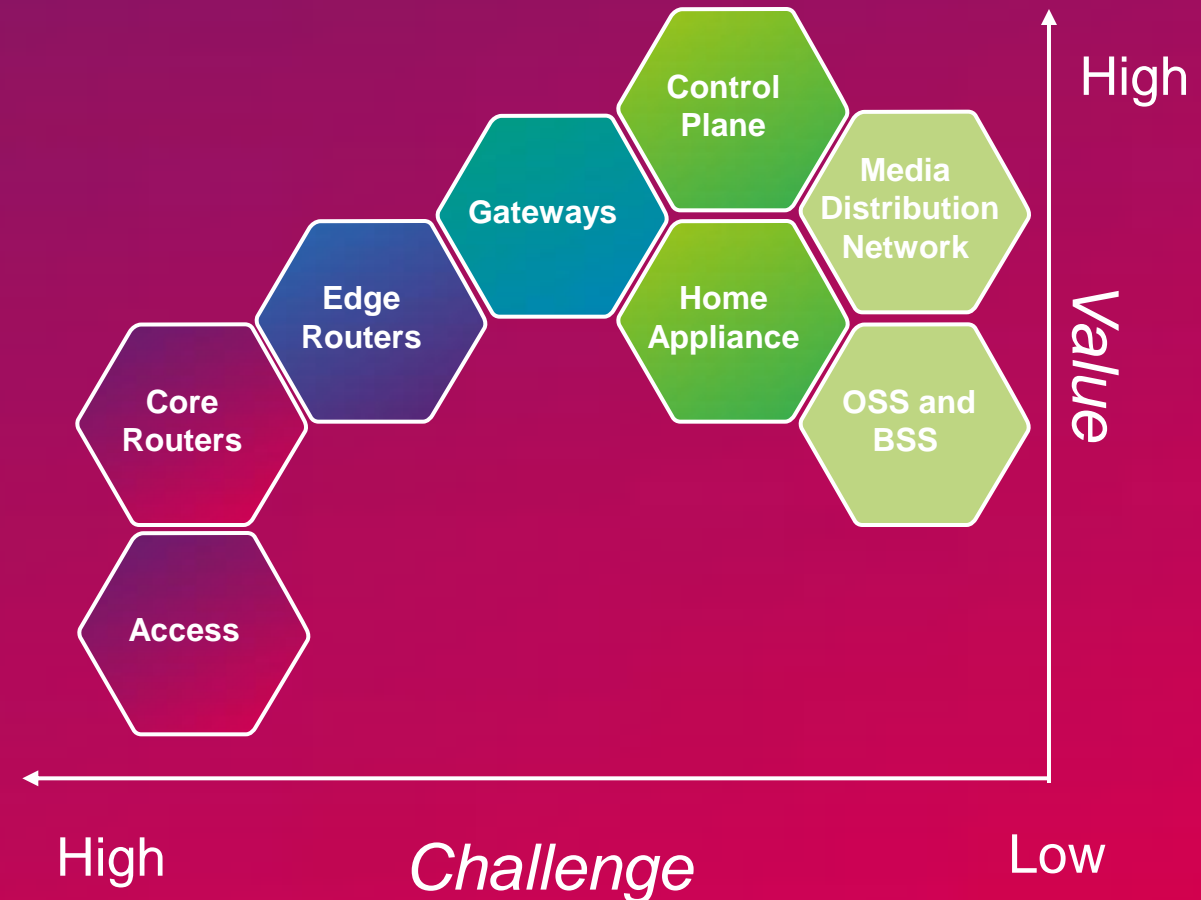 Control
Plane
High
Media
Distribution
Network
Gateways
Edge
Routers
Home
Appliance
Value
Core
Routers
OSS and
BSS
Access
High
Challenge
Low